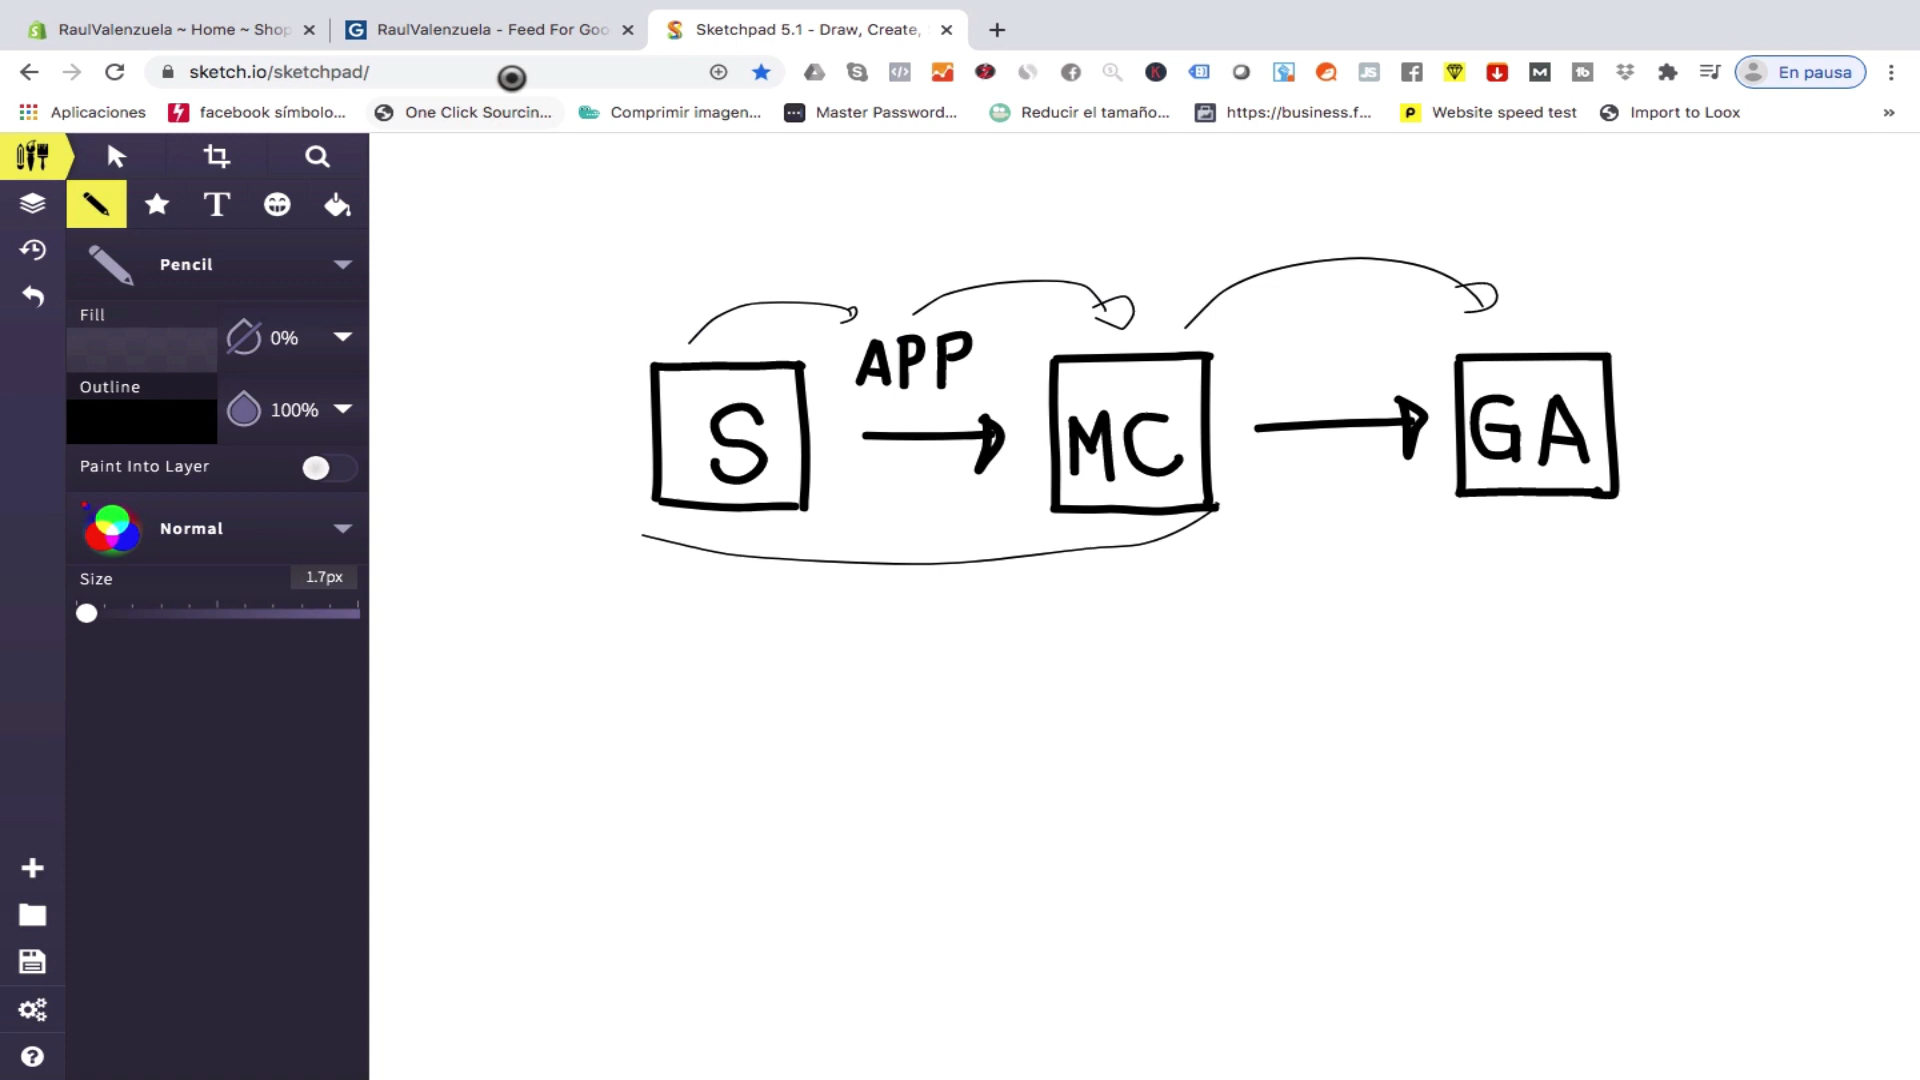 RaulValenzuela ~ Home ~ Shop
RaulValenzuela - Feed For Goo
Sketchpad 5.1 - Draw, Create,
sketch.io/sketchpad/
En pausa
Aplicaciones
facebook símbolo...
One Click Sourcin...
Comprimir imagen...
Master Password...
Reducir el tamaño...
https://business.f...
Website speed test
Import to Loox
»
Pencil
Fill
0%
Outline
100%
Paint Into Layer
Normal
Size
1.7px
APP
S
MC
GA